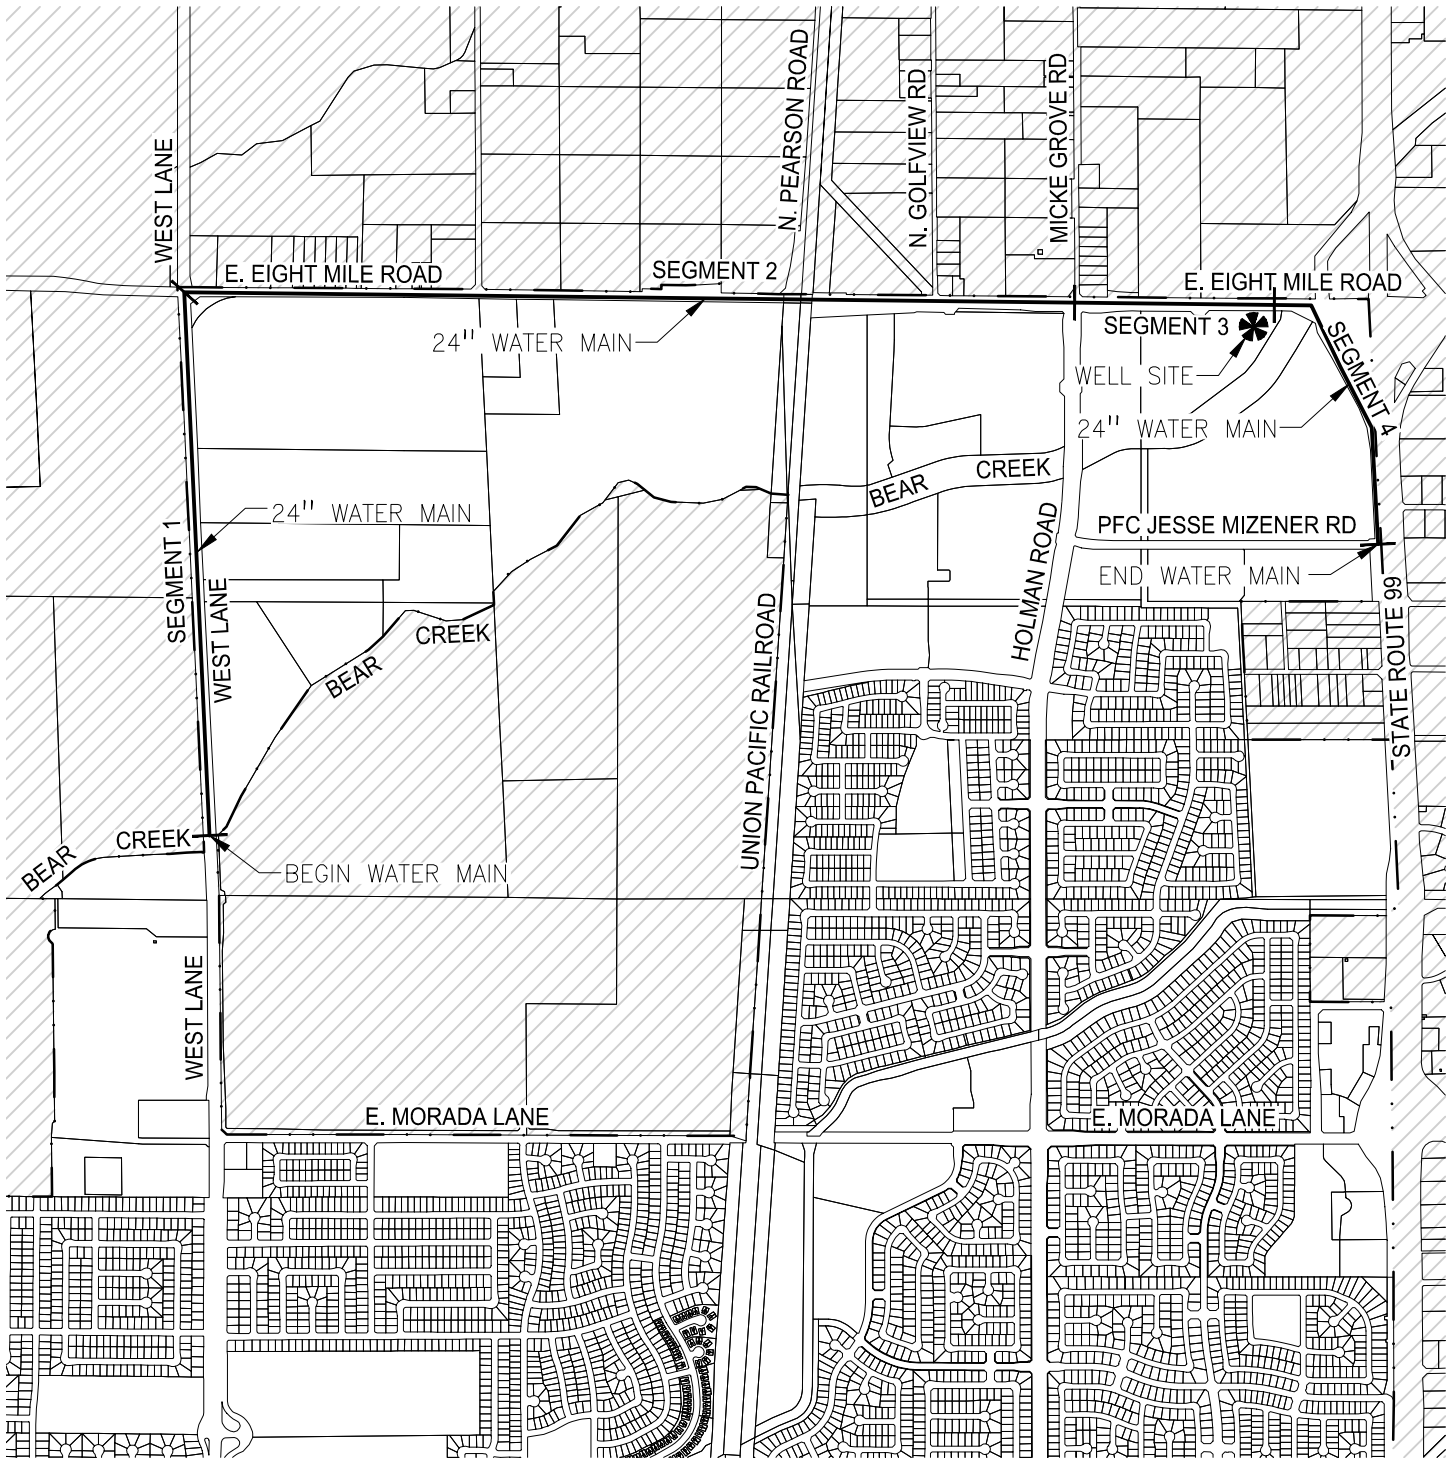 N. PEARSON ROAD
N. GOLFVIEW RD
MICKE GROVE RD
WEST LANE
E. EIGHT MILE ROAD
SEGMENT 2
E. EIGHT MILE ROAD
24" WATER MAIN
SEGMENT 3
SEGMENT 4
WELL SITE
24" WATER MAIN
BEAR
CREEK
SEGMENT 1
24" WATER MAIN
PFC JESSE MIZENER RD
HOLMAN ROAD
END WATER MAIN
WEST LANE
BEAR
CREEK
UNION PACIFIC RAILROAD
STATE ROUTE 99
BEAR
CREEK
BEGIN WATER MAIN
WEST LANE
E. MORADA LANE
E. MORADA LANE